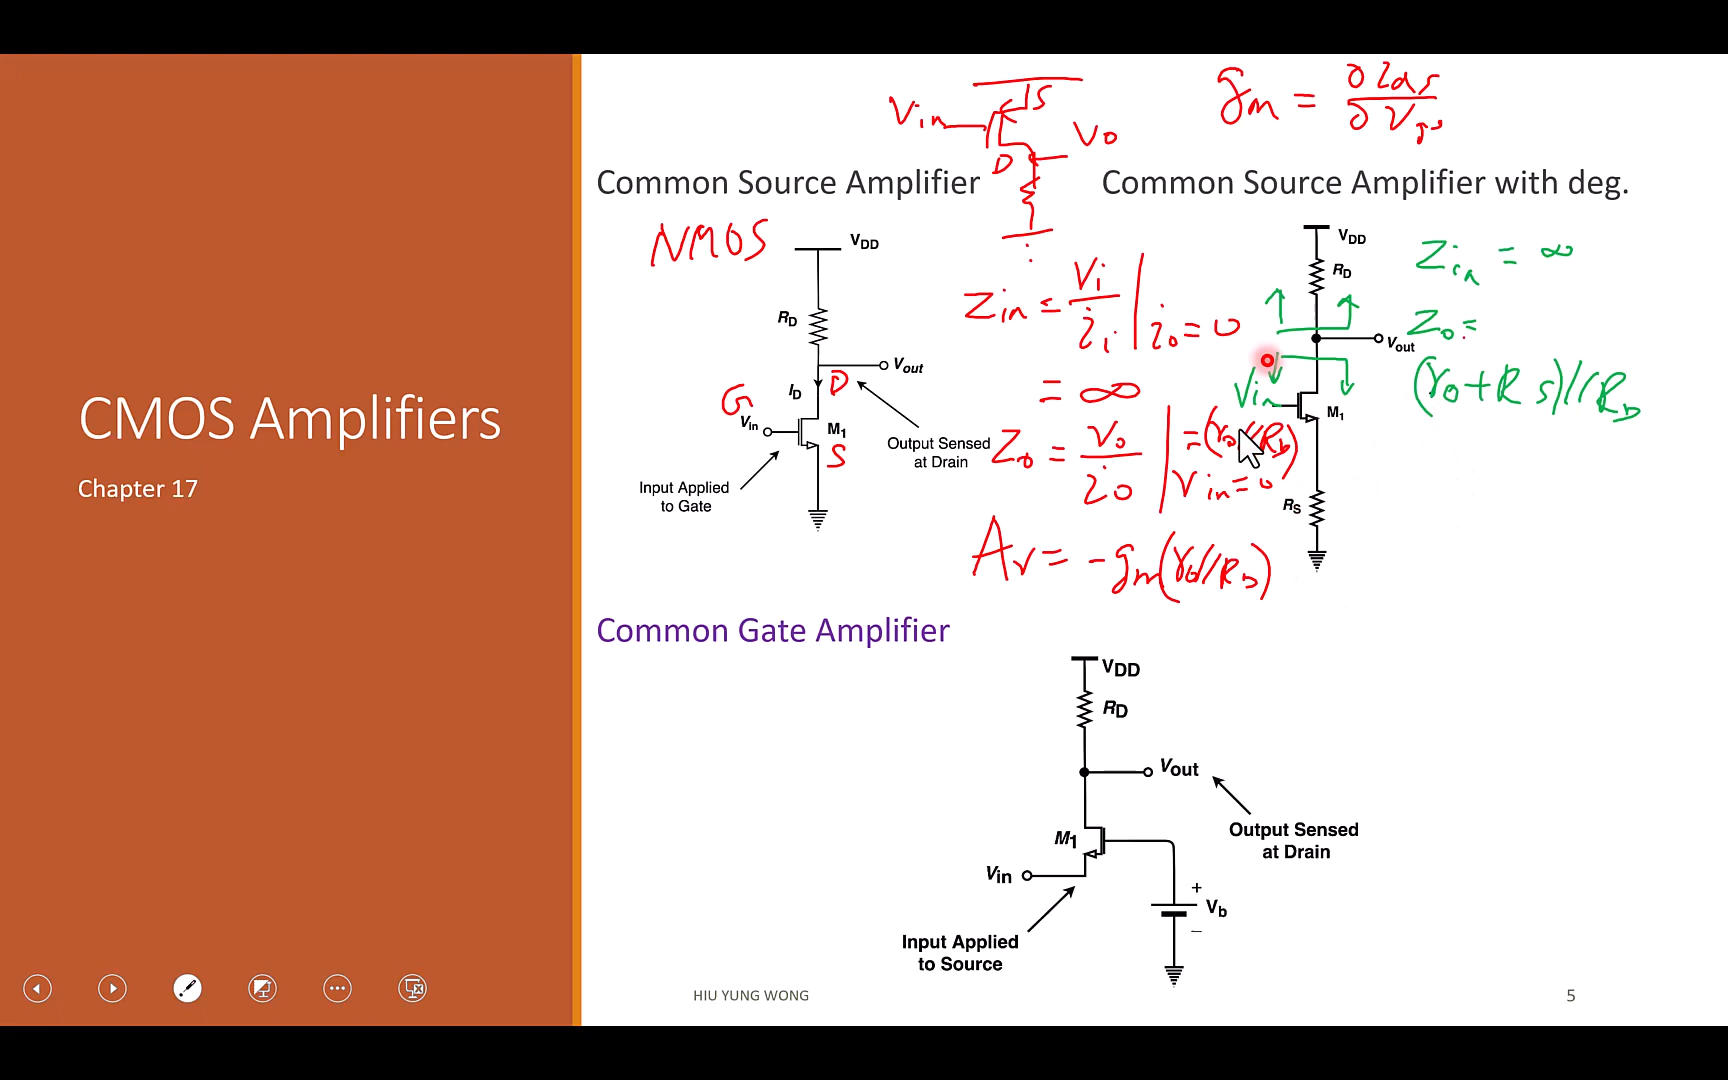 CMOS Amplifiers
Chapter 17
Vin
S
D
Vo
gm = ∂Ids / ∂Vgs
Common Source Amplifier
Common Source Amplifier with deg.
NMOS
VDD
RD
Vout
ID
D
G
Vin
M1
S
Output Sensed
at Drain
Input Applied
to Gate
Zin = Vi / ii | io = 0
= ∞
Zo = Vo / io | = (ro//RD)
Vin = 0
Av = -gm(ro//RD)
VDD
RD
Vout
Vin
M1
RS
Zin = ∞
Zo =
(ro+RS)//RD
Common Gate Amplifier
VDD
RD
Vout
Output Sensed
at Drain
M1
Vin
+
Vb
–
Input Applied
to Source
HIU YUNG WONG
5